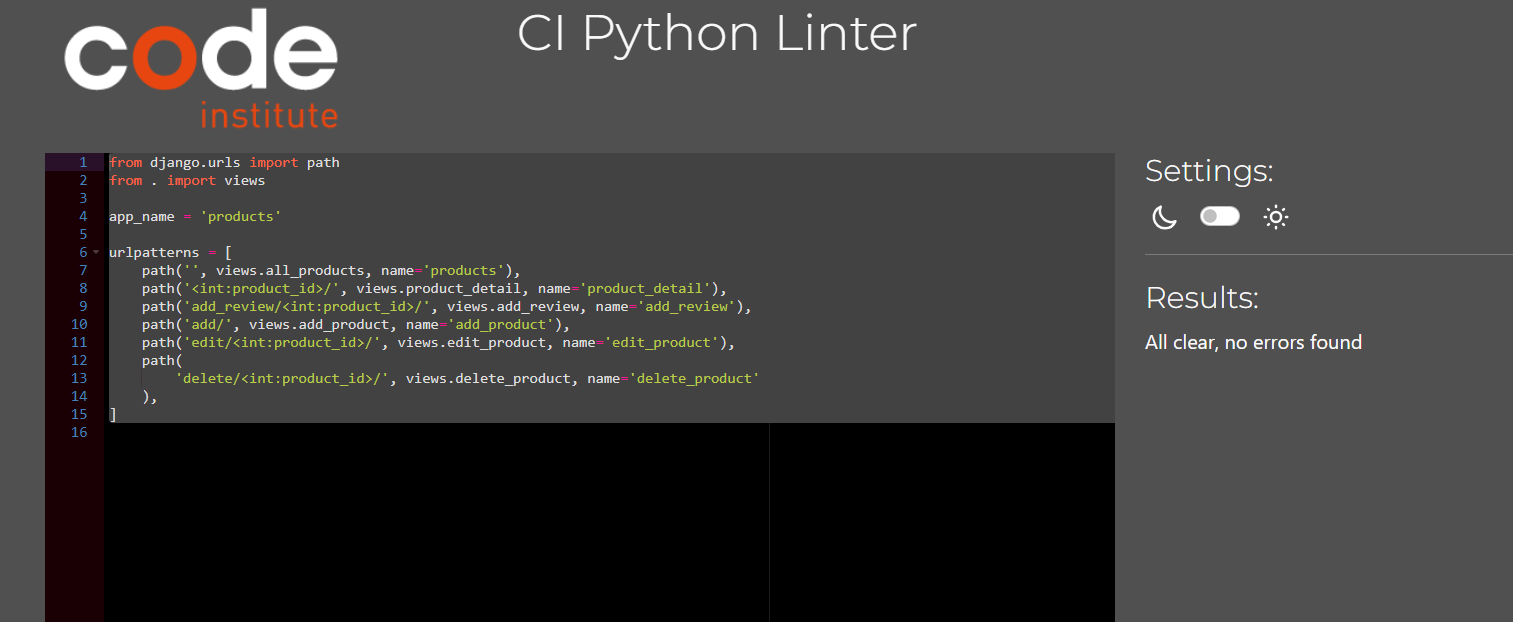 code
institute
CI Python Linter
1 from django.urls import path
2 from . import views
3
4 app_name = 'products'
5
6 urlpatterns = [
7     path('', views.all_products, name='products'),
8     path('<int:product_id>/', views.product_detail, name='product_detail'),
9     path('add_review/<int:product_id>/', views.add_review, name='add_review'),
10     path('add/', views.add_product, name='add_product'),
11     path('edit/<int:product_id>/', views.edit_product, name='edit_product'),
12     path(
13         'delete/<int:product_id>/', views.delete_product, name='delete_product'
14     ),
15 ]
16
Settings:
Results:
All clear, no errors found